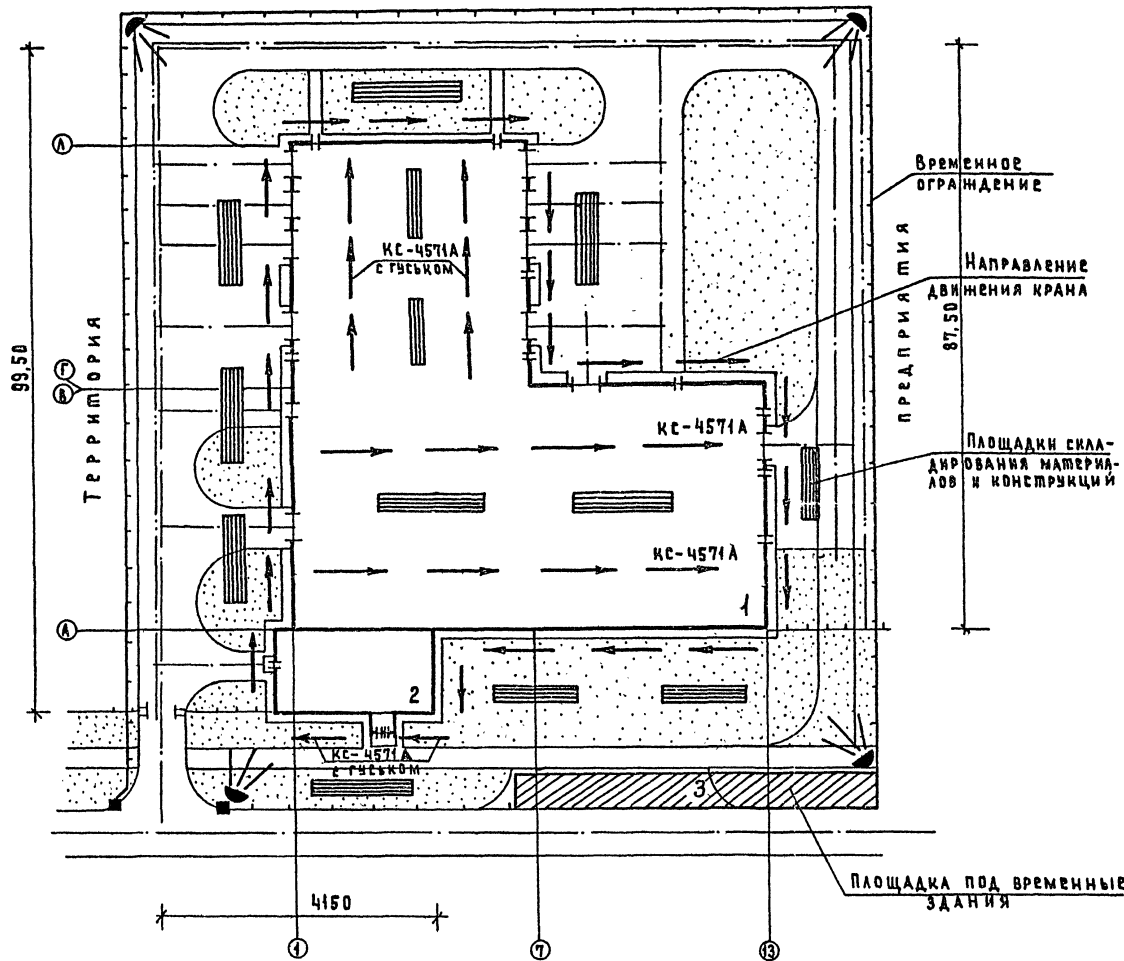 Временное
ограждение
Л
КС-4571А
с гуськом
Направление
движения крана
99,50
Территория
предприятия
87,50
Г
В
КС-4571А
Площадки скла-
дирования материа-
лов и конструкций
КС-4571А
1
А
2
КС-4571А
с гуськом
3
Площадка под временные
здания
4150
1
7
13